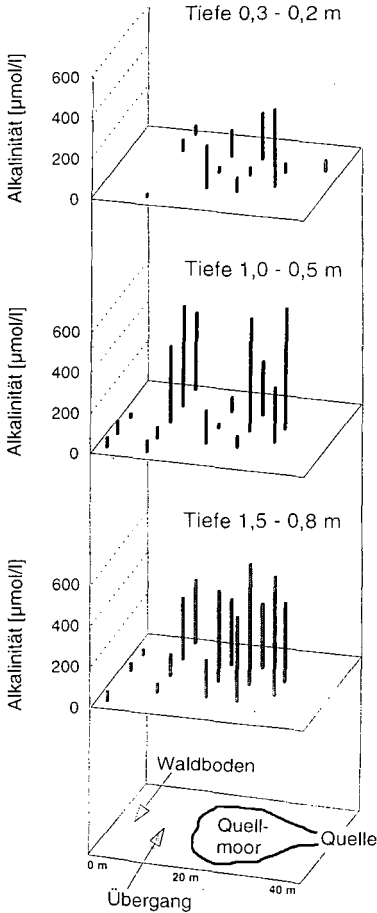 Tiefe 0,3 - 0,2 m
Alkalinität [µmol/l]
600
400
200
0
Tiefe 1,0 - 0,5 m
Alkalinität [µmol/l]
600
400
200
0
Tiefe 1,5 - 0,8 m
Alkalinität [µmol/l]
600
400
200
0
Waldboden
Quell-
moor
Quelle
0 m
20 m
40 m
Übergang